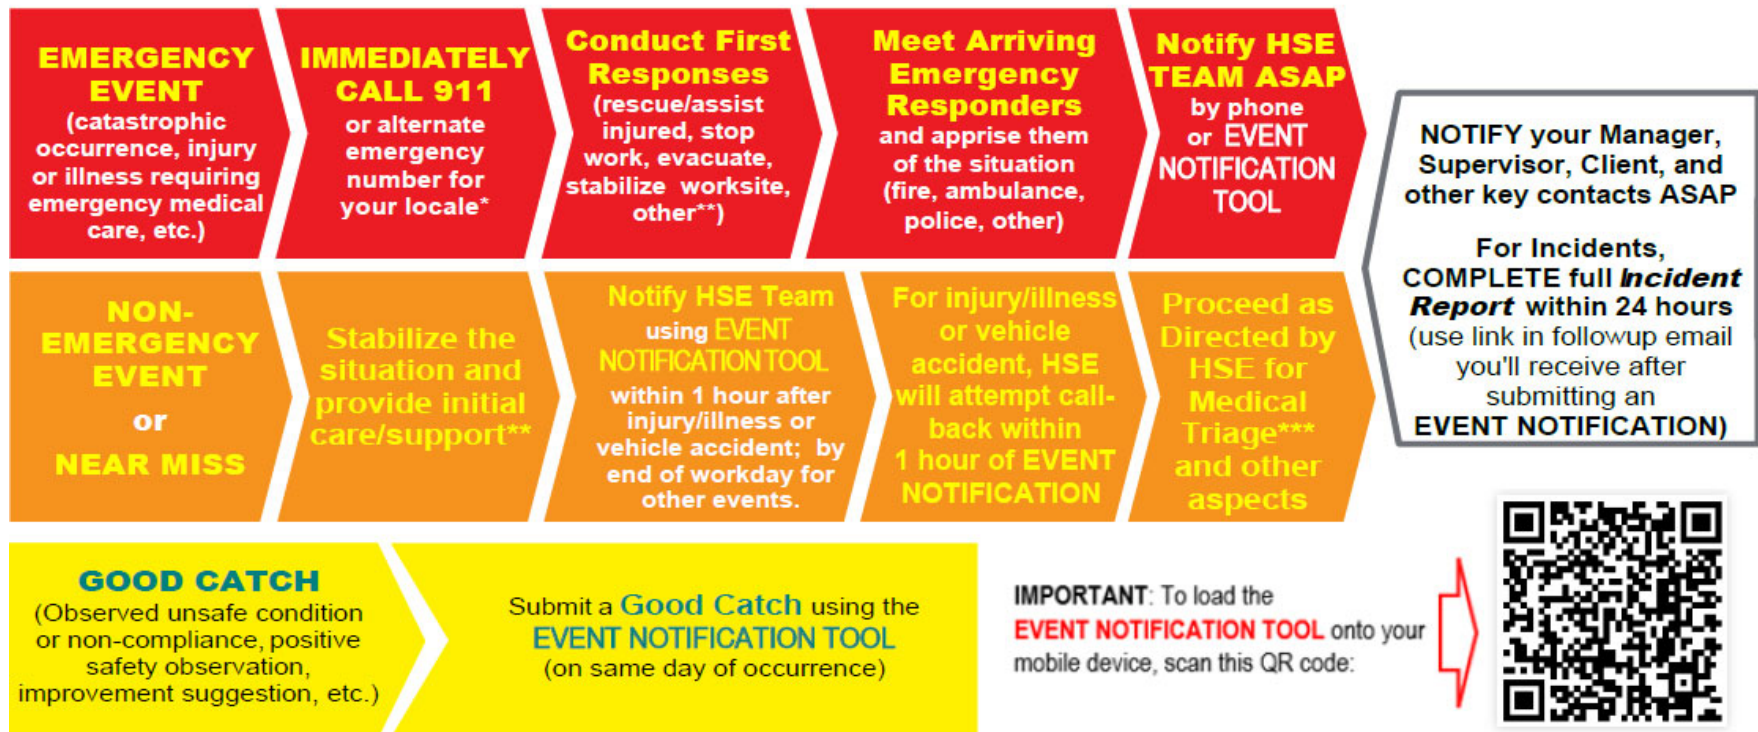 EMERGENCY
EVENT
(catastrophic
occurrence, injury
or illness requiring
emergency medical
care, etc.)
IMMEDIATELY
CALL 911
or alternate
emergency
number for
your locale*
Conduct First
Responses
(rescue/assist
injured, stop
work, evacuate,
stabilize worksite,
other**)
Meet Arriving
Emergency
Responders
and apprise them
of the situation
(fire, ambulance,
police, other)
Notify HSE
TEAM ASAP
by phone
or EVENT
NOTIFICATION
TOOL
NON-
EMERGENCY
EVENT
or
NEAR MISS
Stabilize the
situation and
provide initial
care/support**
Notify HSE Team
using EVENT
NOTIFICATION TOOL
within 1 hour after
injury/illness or
vehicle accident; by
end of workday for
other events.
For injury/illness
or vehicle
accident, HSE
will attempt call-
back within
1 hour of EVENT
NOTIFICATION
Proceed as
Directed by
HSE for
Medical
Triage***
and other
aspects
NOTIFY your Manager,
Supervisor, Client, and
other key contacts ASAP
For Incidents,
COMPLETE full Incident
Report within 24 hours
(use link in followup email
you'll receive after
submitting an
EVENT NOTIFICATION)
GOOD CATCH
(Observed unsafe condition
or non-compliance, positive
safety observation,
improvement suggestion, etc.)
Submit a Good Catch using the
EVENT NOTIFICATION TOOL
(on same day of occurrence)
IMPORTANT: To load the
EVENT NOTIFICATION TOOL onto your
mobile device, scan this QR code: